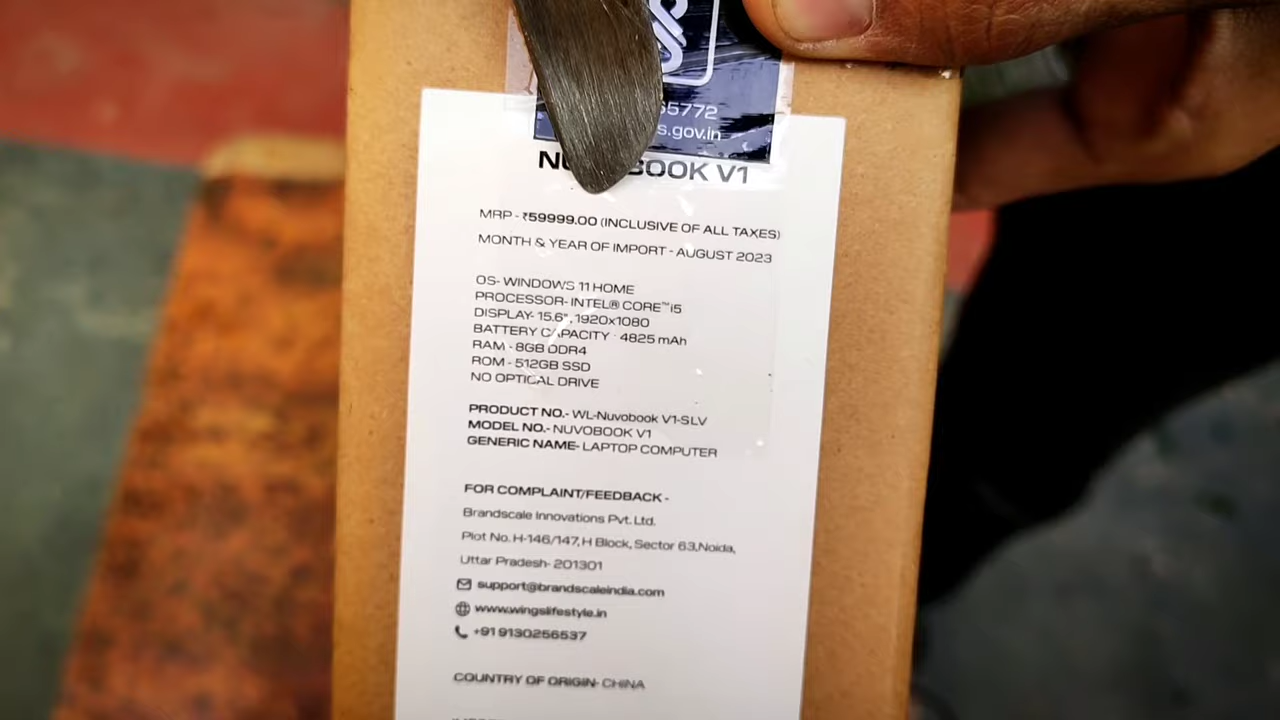 65772
s.gov.in
BOOK V1
MRP - ₹59999.00 (INCLUSIVE OF ALL TAXES)
MONTH & YEAR OF IMPORT - AUGUST 2023
OS- WINDOWS 11 HOME
PROCESSOR- INTEL® CORE™i5
DISPLAY- 15.6", 1920x1080
BATTERY CAPACITY - 4825 mAh
RAM - 8GB DDR4
ROM - 512GB SSD
NO OPTICAL DRIVE
PRODUCT NO.- WL-Nuvobook V1-SLV
MODEL NO.- NUVOBOOK V1
GENERIC NAME- LAPTOP COMPUTER
FOR COMPLAINT/FEEDBACK -
Brandscale Innovations Pvt. Ltd.
Plot No. H-146/147, H Block, Sector 63,Noida,
Uttar Pradesh- 201301
support@brandscaleindia.com
www.wingslifestyle.in
+91 9130256537
COUNTRY OF ORIGIN- CHINA